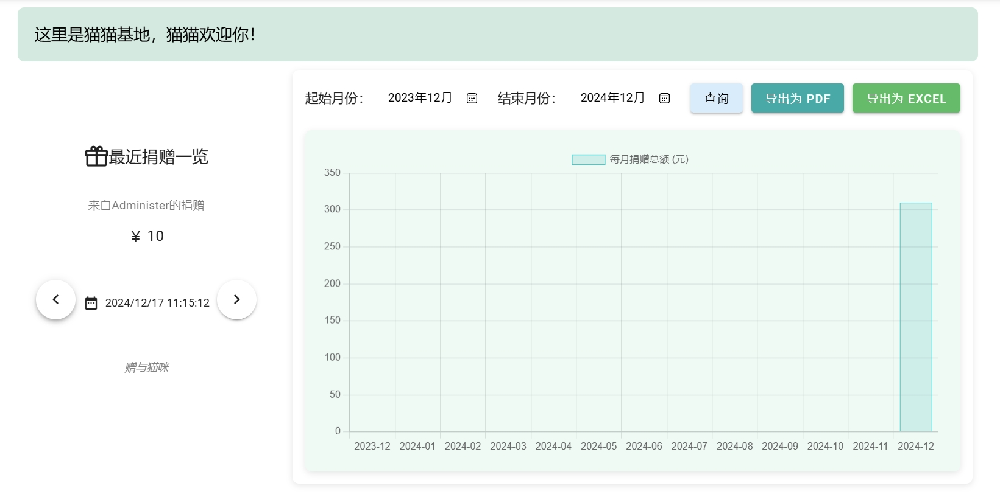 这里是猫猫基地，猫猫欢迎你！
最近捐赠一览
来自Administer的捐赠
¥ 10
2024/12/17 11:15:12
赠与猫咪
起始月份： 2023年12月 结束月份： 2024年12月 查询 导出为 PDF 导出为 EXCEL
每月捐赠总额 (元)
350
300
250
200
150
100
50
0
2023-12 2024-01 2024-02 2024-03 2024-04 2024-05 2024-06 2024-07 2024-08 2024-09 2024-10 2024-11 2024-12